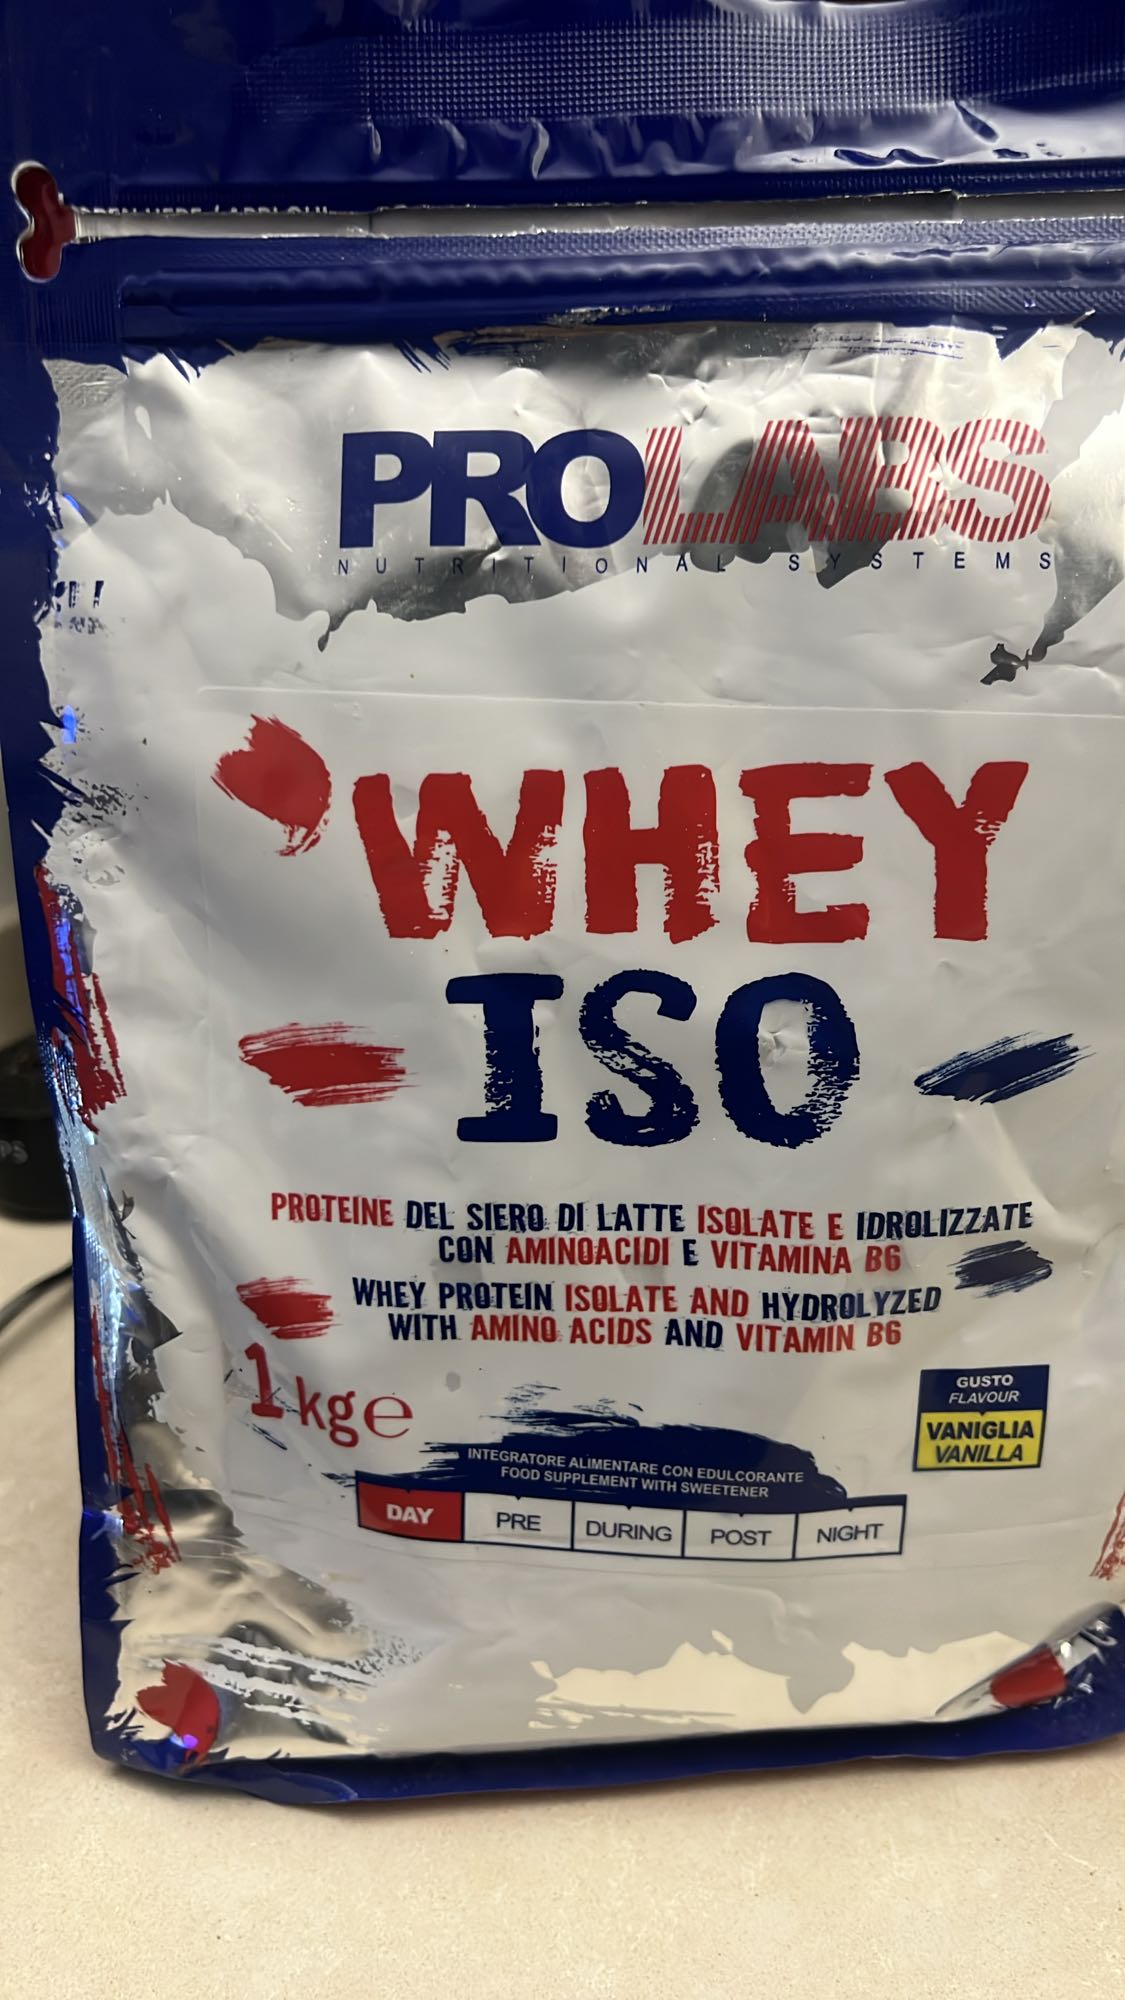 PROLABS
NUTRITIONAL SYSTEMS
WHEY
ISO
PROTEINE DEL SIERO DI LATTE ISOLATE E IDROLIZZATE
CON AMINOACIDI E VITAMINA B6
WHEY PROTEIN ISOLATE AND HYDROLYZED
WITH AMINO ACIDS AND VITAMIN B6
1kg℮
GUSTO
FLAVOUR
VANIGLIA
VANILLA
INTEGRATORE ALIMENTARE CON EDULCORANTE
FOOD SUPPLEMENT WITH SWEETENER
DAY PRE DURING POST NIGHT